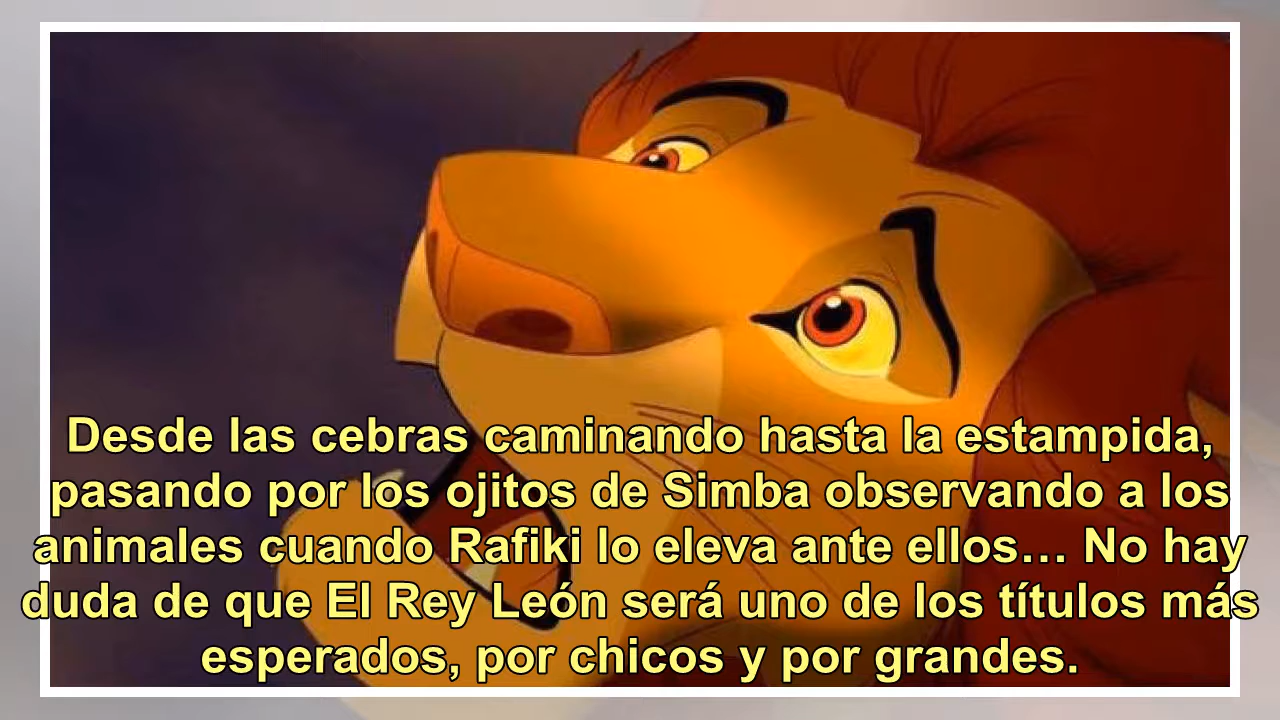 Desde las cebras caminando hasta la estampida,
pasando por los ojitos de Simba observando a los
animales cuando Rafiki lo eleva ante ellos… No hay
duda de que El Rey León será uno de los títulos más
esperados, por chicos y por grandes.